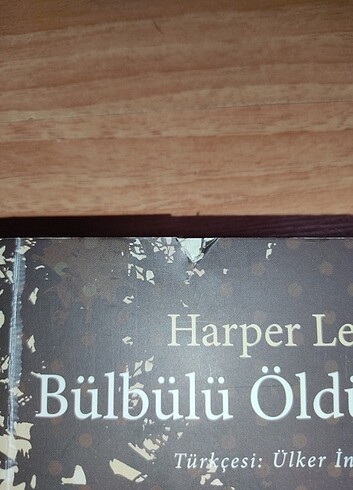 Harper Le
Bülbülü Öldü
Türkçesi: Ülker İn